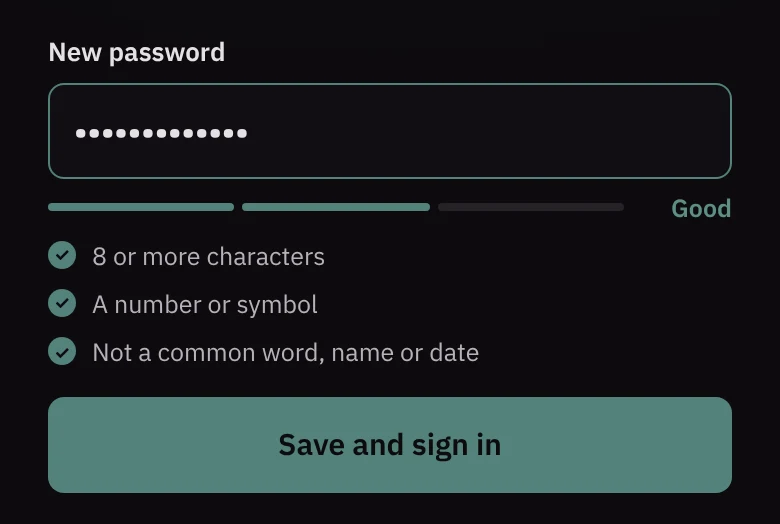 New password
•••••••••••••
Good
8 or more characters
A number or symbol
Not a common word, name or date
Save and sign in